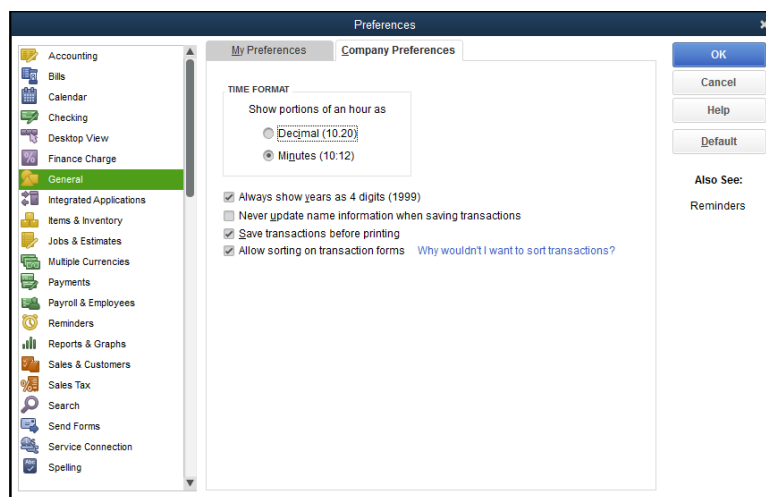 Preferences
Accounting
Bills
Calendar
Checking
Desktop View
Finance Charge
General
Integrated Applications
Items & Inventory
Jobs & Estimates
Multiple Currencies
Payments
Payroll & Employees
Reminders
Reports & Graphs
Sales & Customers
Sales Tax
Search
Send Forms
Service Connection
Spelling
My Preferences
Company Preferences
TIME FORMAT
Show portions of an hour as
Decimal (10.20)
Minutes (10:12)
Always show years as 4 digits (1999)
Never update name information when saving transactions
Save transactions before printing
Allow sorting on transaction forms Why wouldn't I want to sort transactions?
OK
Cancel
Help
Default
Also See:
Reminders